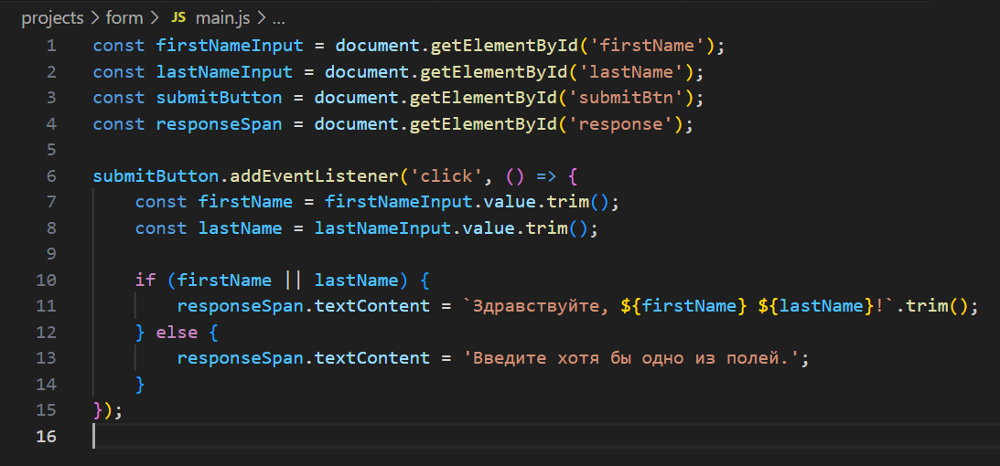 projects > form > JS main.js > ...
1 const firstNameInput = document.getElementById('firstName');
2 const lastNameInput = document.getElementById('lastName');
3 const submitButton = document.getElementById('submitBtn');
4 const responseSpan = document.getElementById('response');
5
6 submitButton.addEventListener('click', () => {
7     const firstName = firstNameInput.value.trim();
8     const lastName = lastNameInput.value.trim();
9
10     if (firstName || lastName) {
11         responseSpan.textContent = `Здравствуйте, ${firstName} ${lastName}!`.trim();
12     } else {
13         responseSpan.textContent = 'Введите хотя бы одно из полей.';
14     }
15 });
16